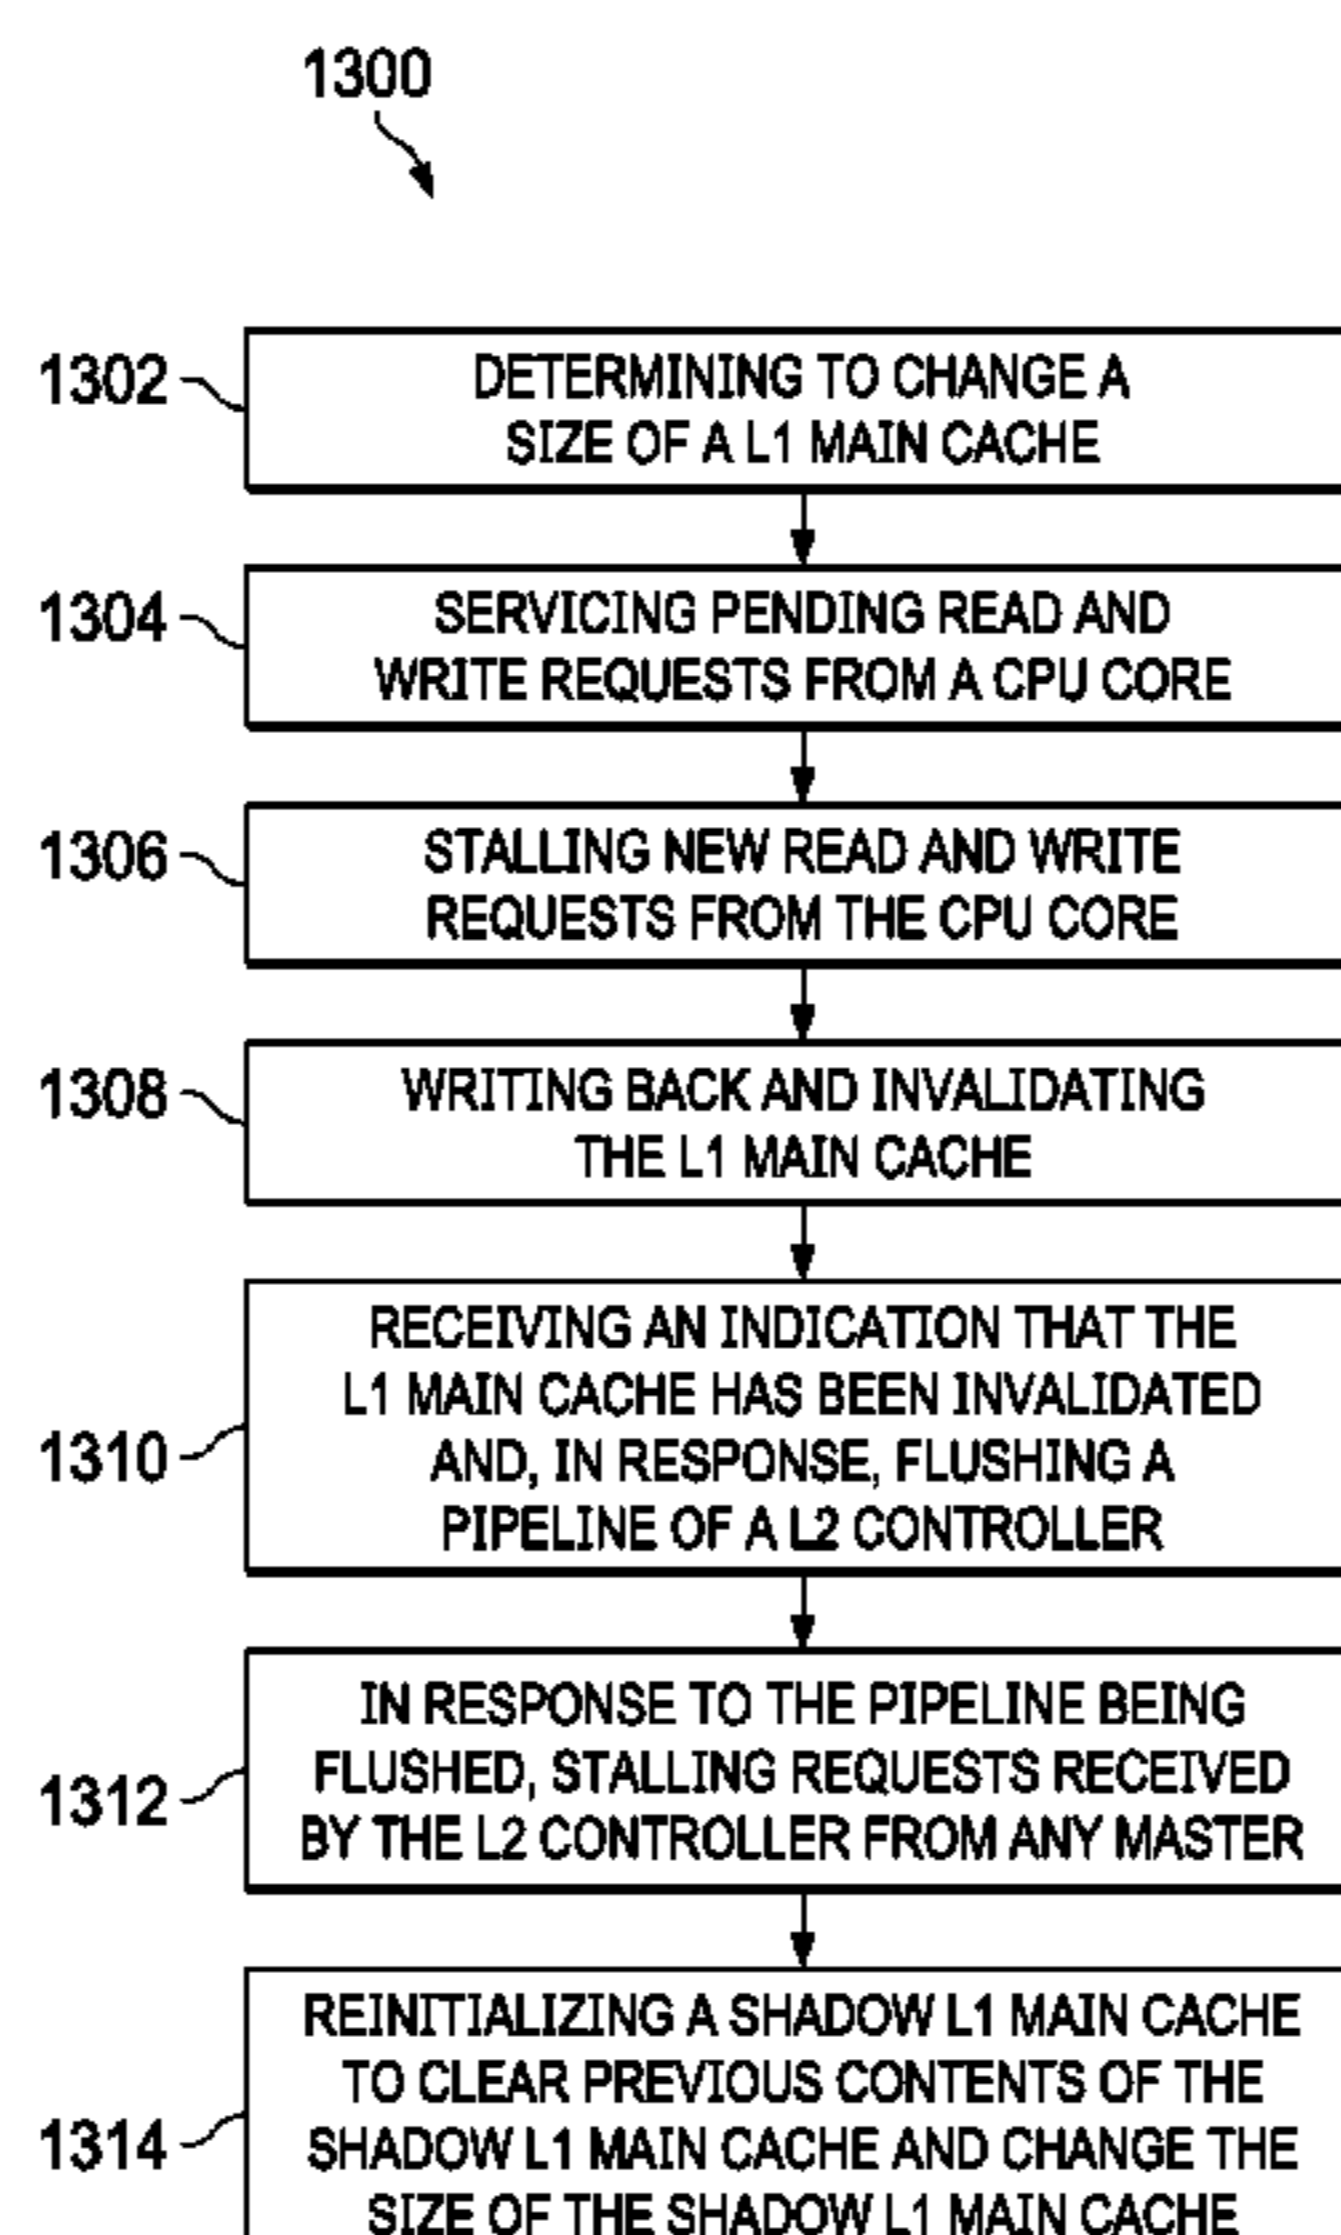 1300
1302
DETERMINING TO CHANGE A
SIZE OF A L1 MAIN CACHE
1304
SERVICING PENDING READ AND
WRITE REQUESTS FROM A CPU CORE
1306
STALLING NEW READ AND WRITE
REQUESTS FROM THE CPU CORE
1308
WRITING BACK AND INVALIDATING
THE L1 MAIN CACHE
1310
RECEIVING AN INDICATION THAT THE
L1 MAIN CACHE HAS BEEN INVALIDATED
AND, IN RESPONSE, FLUSHING A
PIPELINE OF A L2 CONTROLLER
1312
IN RESPONSE TO THE PIPELINE BEING
FLUSHED, STALLING REQUESTS RECEIVED
BY THE L2 CONTROLLER FROM ANY MASTER
1314
REINITIALIZING A SHADOW L1 MAIN CACHE
TO CLEAR PREVIOUS CONTENTS OF THE
SHADOW L1 MAIN CACHE AND CHANGE THE
SIZE OF THE SHADOW L1 MAIN CACHE